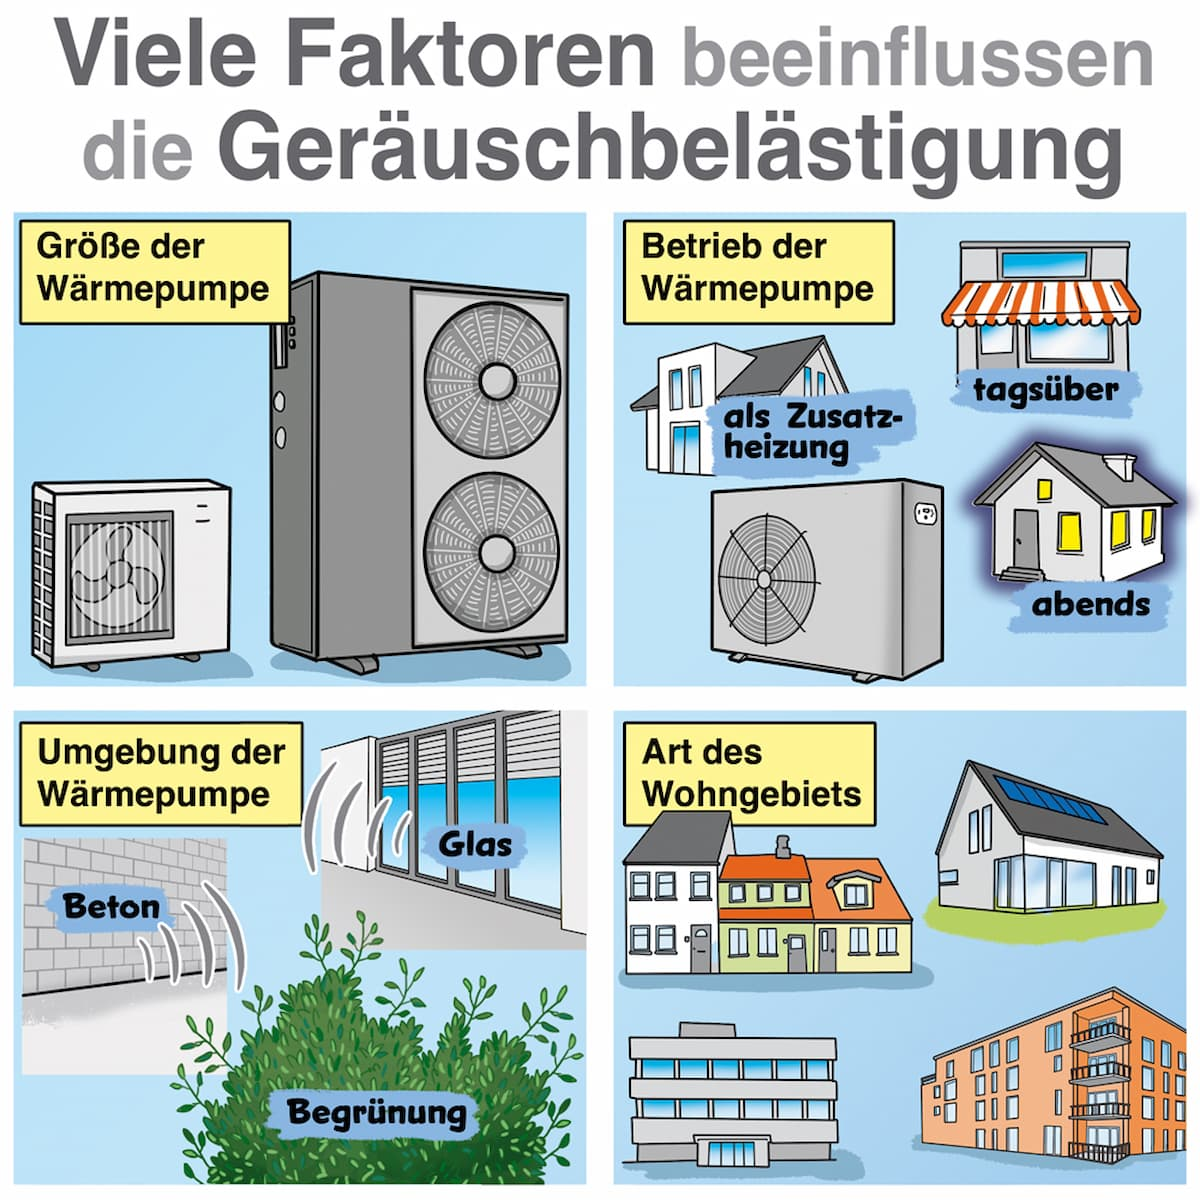 Viele Faktoren beeinflussen
die Geräuschbelästigung
Größe der
Wärmepumpe
Betrieb der
Wärmepumpe
als Zusatz-
heizung
tagsüber
abends
Umgebung der
Wärmepumpe
Glas
Beton
Begrünung
Art des
Wohngebiets